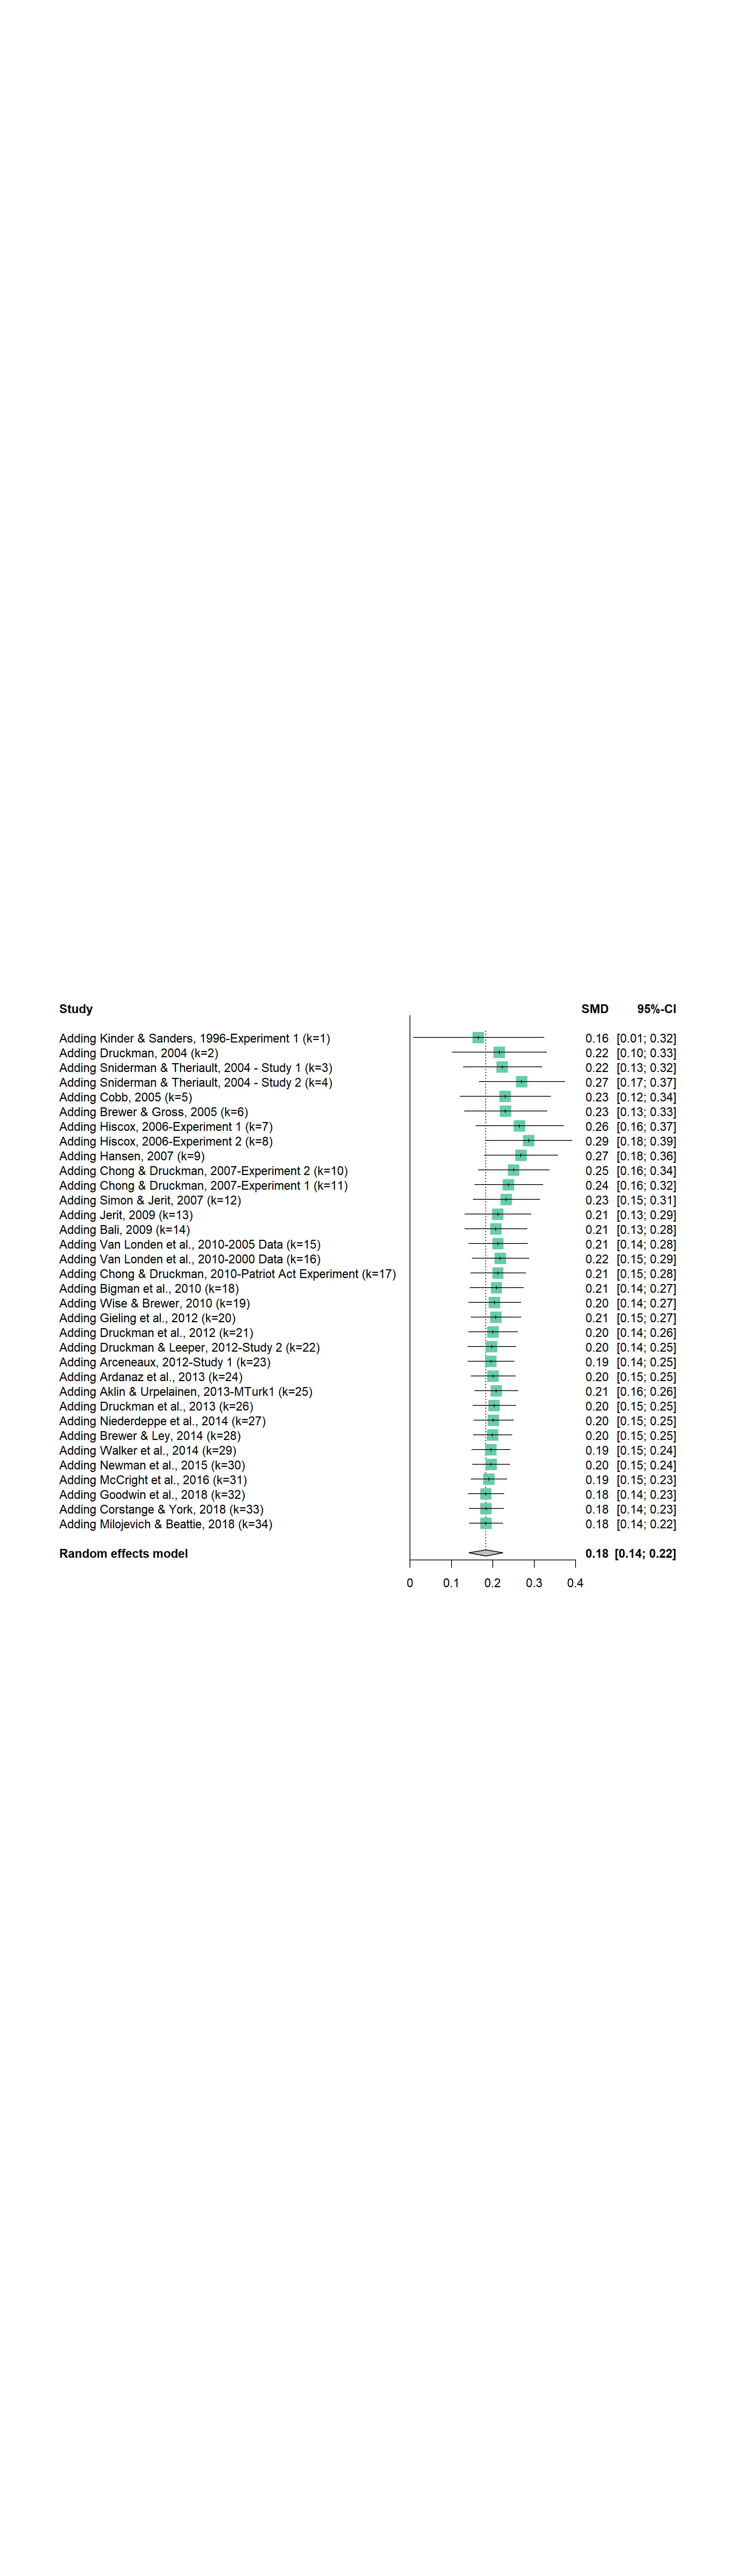 Study SMD 95%-CI
Adding Kinder & Sanders, 1996-Experiment 1 (k=1) 0.16 [0.01; 0.32]
Adding Druckman, 2004 (k=2) 0.22 [0.10; 0.33]
Adding Sniderman & Theriault, 2004 - Study 1 (k=3) 0.22 [0.13; 0.32]
Adding Sniderman & Theriault, 2004 - Study 2 (k=4) 0.27 [0.17; 0.37]
Adding Cobb, 2005 (k=5) 0.23 [0.12; 0.34]
Adding Brewer & Gross, 2005 (k=6) 0.23 [0.13; 0.33]
Adding Hiscox, 2006-Experiment 1 (k=7) 0.26 [0.16; 0.37]
Adding Hiscox, 2006-Experiment 2 (k=8) 0.29 [0.18; 0.39]
Adding Hansen, 2007 (k=9) 0.27 [0.18; 0.36]
Adding Chong & Druckman, 2007-Experiment 2 (k=10) 0.25 [0.16; 0.34]
Adding Chong & Druckman, 2007-Experiment 1 (k=11) 0.24 [0.16; 0.32]
Adding Simon & Jerit, 2007 (k=12) 0.23 [0.15; 0.31]
Adding Jerit, 2009 (k=13) 0.21 [0.13; 0.29]
Adding Bali, 2009 (k=14) 0.21 [0.13; 0.28]
Adding Van Londen et al., 2010-2005 Data (k=15) 0.21 [0.14; 0.28]
Adding Van Londen et al., 2010-2000 Data (k=16) 0.22 [0.15; 0.29]
Adding Chong & Druckman, 2010-Patriot Act Experiment (k=17) 0.21 [0.15; 0.28]
Adding Bigman et al., 2010 (k=18) 0.21 [0.14; 0.27]
Adding Wise & Brewer, 2010 (k=19) 0.20 [0.14; 0.27]
Adding Gieling et al., 2012 (k=20) 0.21 [0.15; 0.27]
Adding Druckman et al., 2012 (k=21) 0.20 [0.14; 0.26]
Adding Druckman & Leeper, 2012-Study 2 (k=22) 0.20 [0.14; 0.25]
Adding Arceneaux, 2012-Study 1 (k=23) 0.19 [0.14; 0.25]
Adding Ardanaz et al., 2013 (k=24) 0.20 [0.15; 0.25]
Adding Aklin & Urpelainen, 2013-MTurk1 (k=25) 0.21 [0.16; 0.26]
Adding Druckman et al., 2013 (k=26) 0.20 [0.15; 0.25]
Adding Niederdeppe et al., 2014 (k=27) 0.20 [0.15; 0.25]
Adding Brewer & Ley, 2014 (k=28) 0.20 [0.15; 0.25]
Adding Walker et al., 2014 (k=29) 0.19 [0.15; 0.24]
Adding Newman et al., 2015 (k=30) 0.20 [0.15; 0.24]
Adding McCright et al., 2016 (k=31) 0.19 [0.15; 0.23]
Adding Goodwin et al., 2018 (k=32) 0.18 [0.14; 0.23]
Adding Corstange & York, 2018 (k=33) 0.18 [0.14; 0.23]
Adding Milojevich & Beattie, 2018 (k=34) 0.18 [0.14; 0.22]
Random effects model 0.18 [0.14; 0.22]
0 0.1 0.2 0.3 0.4